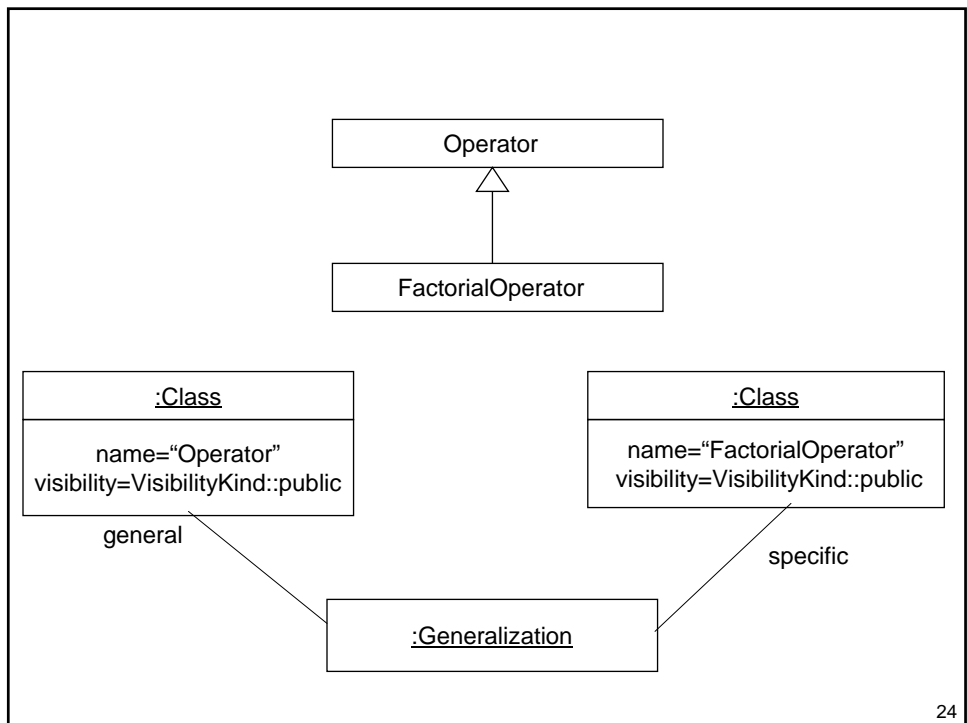 Operator
FactorialOperator
:Class
name=“Operator”
visibility=VisibilityKind::public
:Class
name=“FactorialOperator”
visibility=VisibilityKind::public
general
specific
:Generalization
24